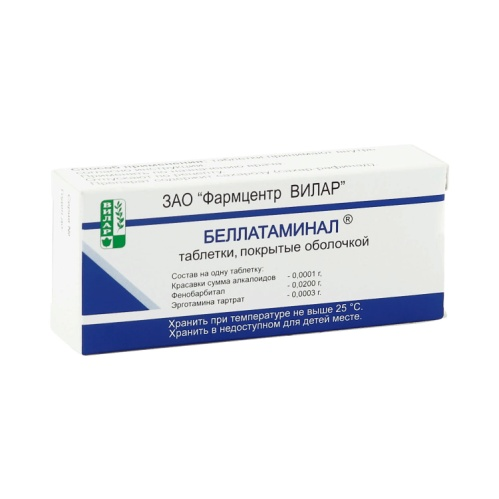 ЗАО "Фармцентр ВИЛАР"
ВИЛАР
БЕЛЛАТАМИНАЛ®
таблетки, покрытые оболочкой
Состав на одну таблетку:
Красавки сумма алкалоидов - 0,0001 г.
Фенобарбитал - 0,0200 г.
Эрготамина тартрат - 0,0003 г.
Хранить при температуре не выше 25 °С.
Хранить в недоступном для детей месте.